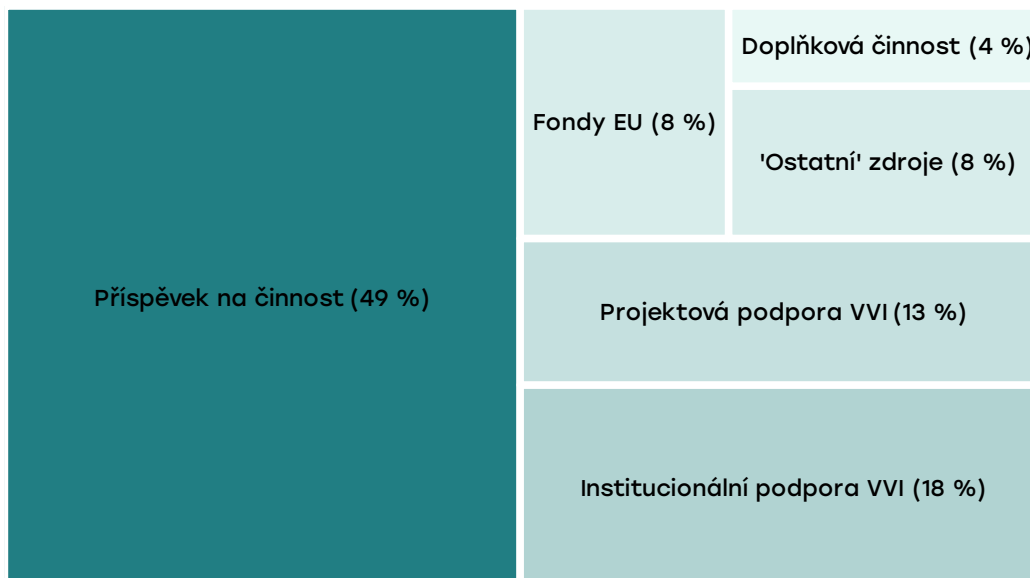 Příspěvek na činnost (49 %)
Fondy EU (8 %)
Doplňková činnost (4 %)
'Ostatní' zdroje (8 %)
Projektová podpora VVI (13 %)
Institucionální podpora VVI (18 %)